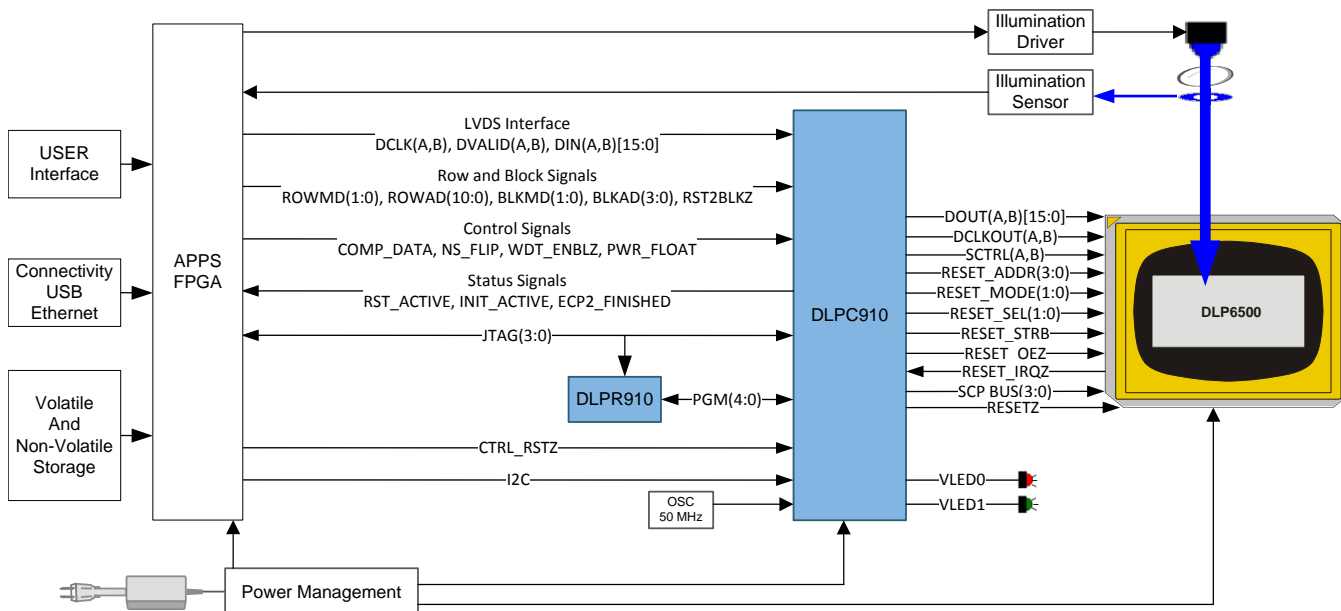 Illumination
Driver
Illumination
Sensor
USER
Interface
Connectivity
USB
Ethernet
Volatile
And
Non-Volatile
Storage
APPS
FPGA
LVDS Interface
DCLK(A,B), DVALID(A,B), DIN(A,B)[15:0]
Row and Block Signals
ROWMD(1:0), ROWAD(10:0), BLKMD(1:0), BLKAD(3:0), RST2BLKZ
Control Signals
COMP_DATA, NS_FLIP, WDT_ENBLZ, PWR_FLOAT
Status Signals
RST_ACTIVE, INIT_ACTIVE, ECP2_FINISHED
JTAG(3:0)
DLPR910
PGM(4:0)
CTRL_RSTZ
I2C
OSC
50 MHz
DLPC910
DOUT(A,B)[15:0]
DCLKOUT(A,B)
SCTRL(A,B)
RESET_ADDR(3:0)
RESET_MODE(1:0)
RESET_SEL(1:0)
RESET_STRB
RESET_OEZ
RESET_IRQZ
SCP BUS(3:0)
RESETZ
VLED0
VLED1
DLP6500
Power Management